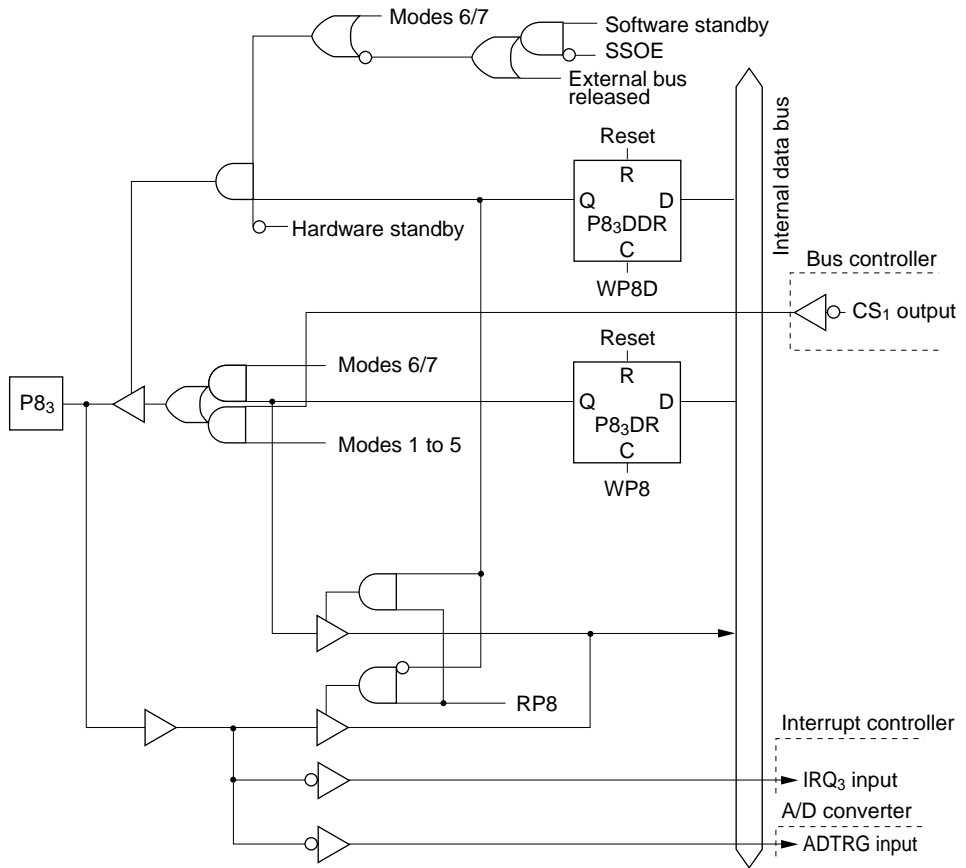 Modes 6/7
Software standby
SSOE
External bus
released
Internal data bus
Reset
R
Q
D
P8₃DDR
C
WP8D
Hardware standby
Bus controller
CS₁ output
Reset
R
Q
D
P8₃DR
C
WP8
Modes 6/7
P8₃
Modes 1 to 5
RP8
Interrupt controller
IRQ₃ input
A/D converter
ADTRG input